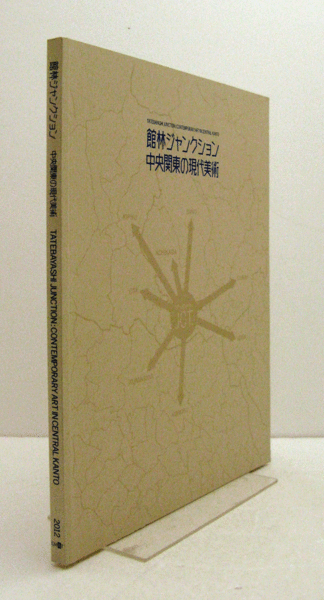 館林ジャンクション 中央関東の現代美術 TATEBAYASHI JUNCTION: CONTEMPORARY ART IN CENTRAL KANTO 2012
TATEBAYASHI JUNCTION: CONTEMPORARY ART IN CENTRAL KANTO
館林ジャンクション
中央関東の現代美術